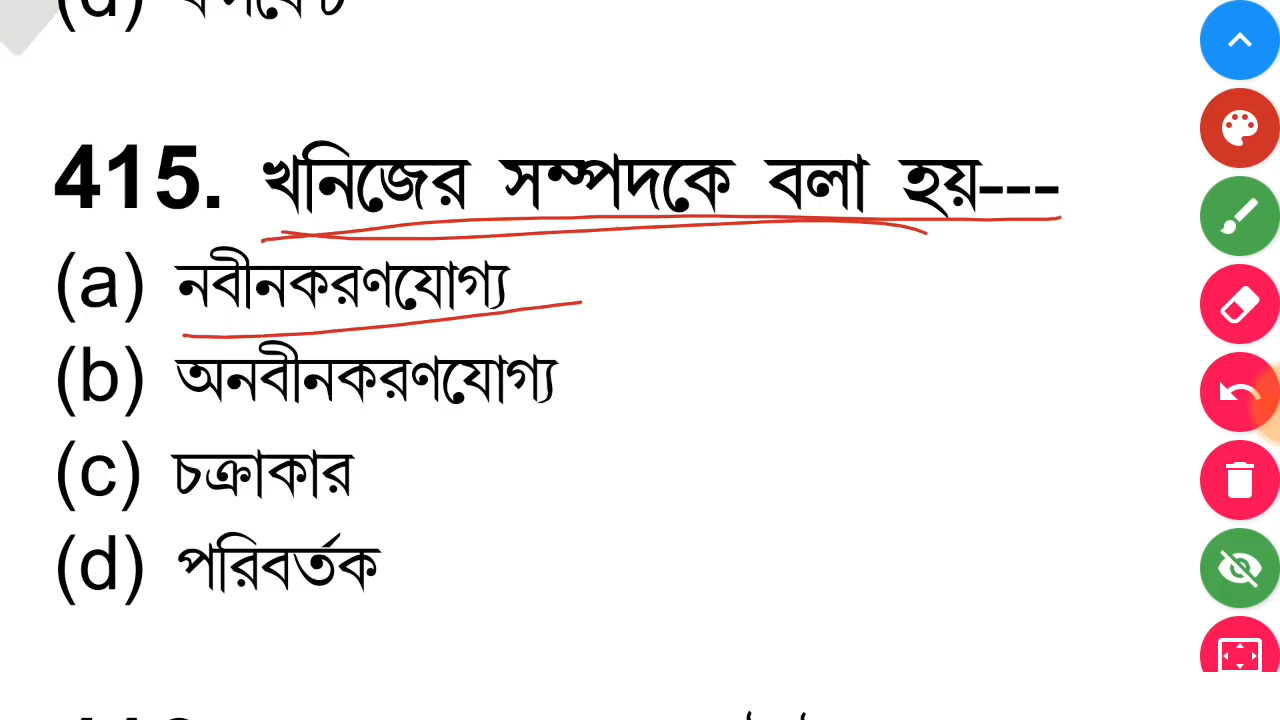 415. খনিজের সম্পদকে বলা হয়---
(a) নবীনকরণযোগ্য
(b) অনবীনকরণযোগ্য
(c) চক্রাকার
(d) পরিবর্তক